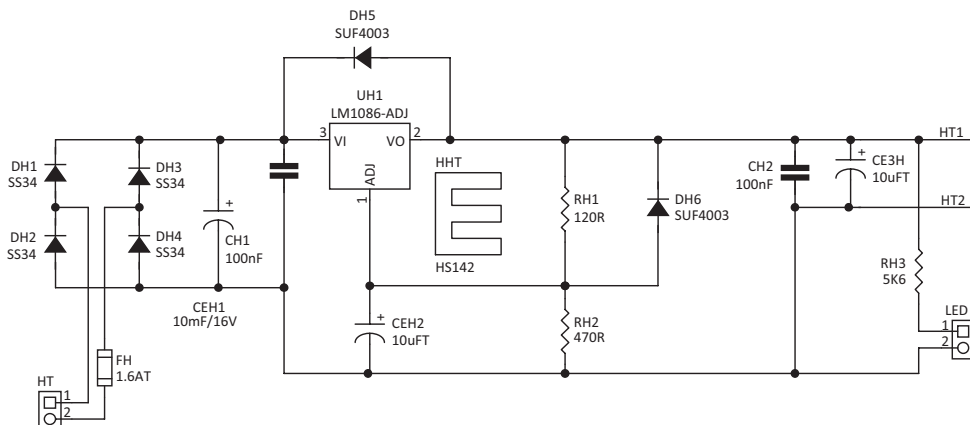 DH5
SUF4003
UH1
LM1086-ADJ
3
VI
VO
2
ADJ
1
HT1
DH1
SS34
DH3
SS34
HHT
HS142
CH2
100nF
+
CE3H
10uFT
RH1
120R
DH6
SUF4003
HT2
DH2
SS34
DH4
SS34
+
CH1
100nF
RH3
5K6
CEH1
10mF/16V
+
CEH2
10uFT
RH2
470R
LED
1
2
FH
1.6AT
HT
1
2